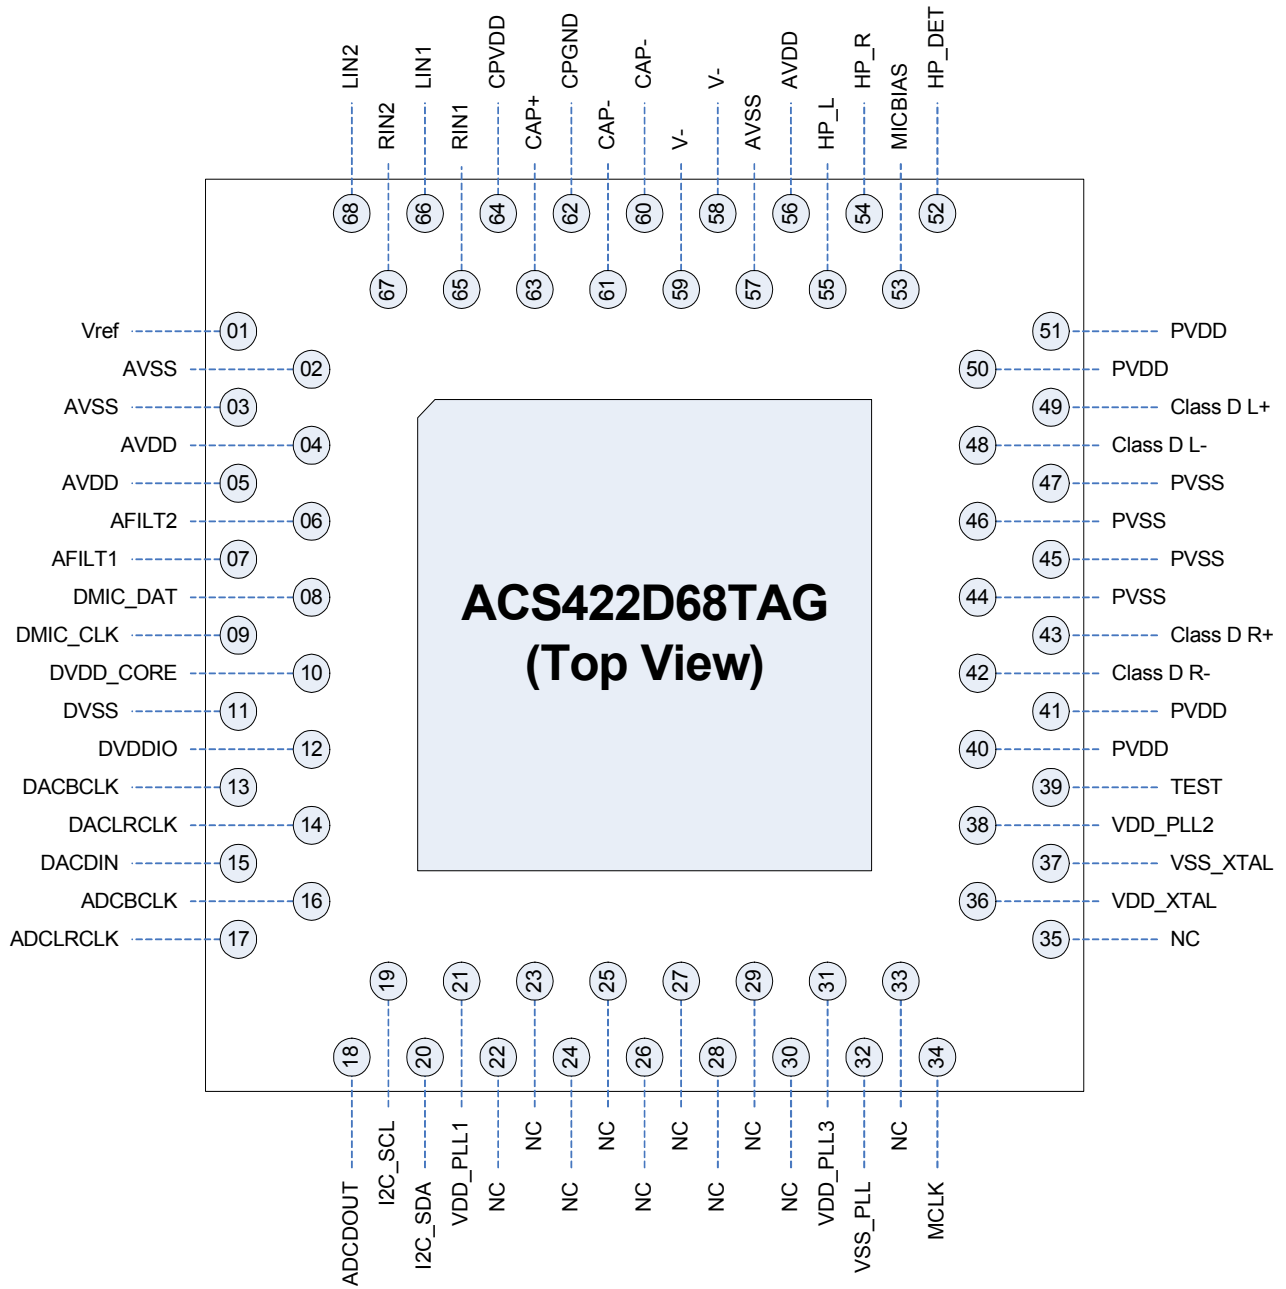 LIN2
RIN2
LIN1
RIN1
CPVDD
CAP+
CPGND
CAP-
CAP-
V-
V-
AVSS
AVDD
HP_L
HP_R
MICBIAS
HP_DET
68
67
66
65
64
63
62
61
60
59
58
57
56
55
54
53
52
Vref 01
AVSS 02
AVSS 03
AVDD 04
AVDD 05
AFILT2 06
AFILT1 07
DMIC_DAT 08
DMIC_CLK 09
DVDD_CORE 10
DVSS 11
DVDDIO 12
DACBCLK 13
DACLRCLK 14
DACDIN 15
ADCBCLK 16
ADCLRCLK 17
ACS422D68TAG
(Top View)
51 PVDD
50 PVDD
49 Class D L+
48 Class D L-
47 PVSS
46 PVSS
45 PVSS
44 PVSS
43 Class D R+
42 Class D R-
41 PVDD
40 PVDD
39 TEST
38 VDD_PLL2
37 VSS_XTAL
36 VDD_XTAL
35 NC
18
19
20
21
22
23
24
25
26
27
28
29
30
31
32
33
34
ADCDOUT
I2C_SCL
I2C_SDA
VDD_PLL1
NC
NC
NC
NC
NC
NC
NC
NC
NC
VDD_PLL3
VSS_PLL
NC
MCLK